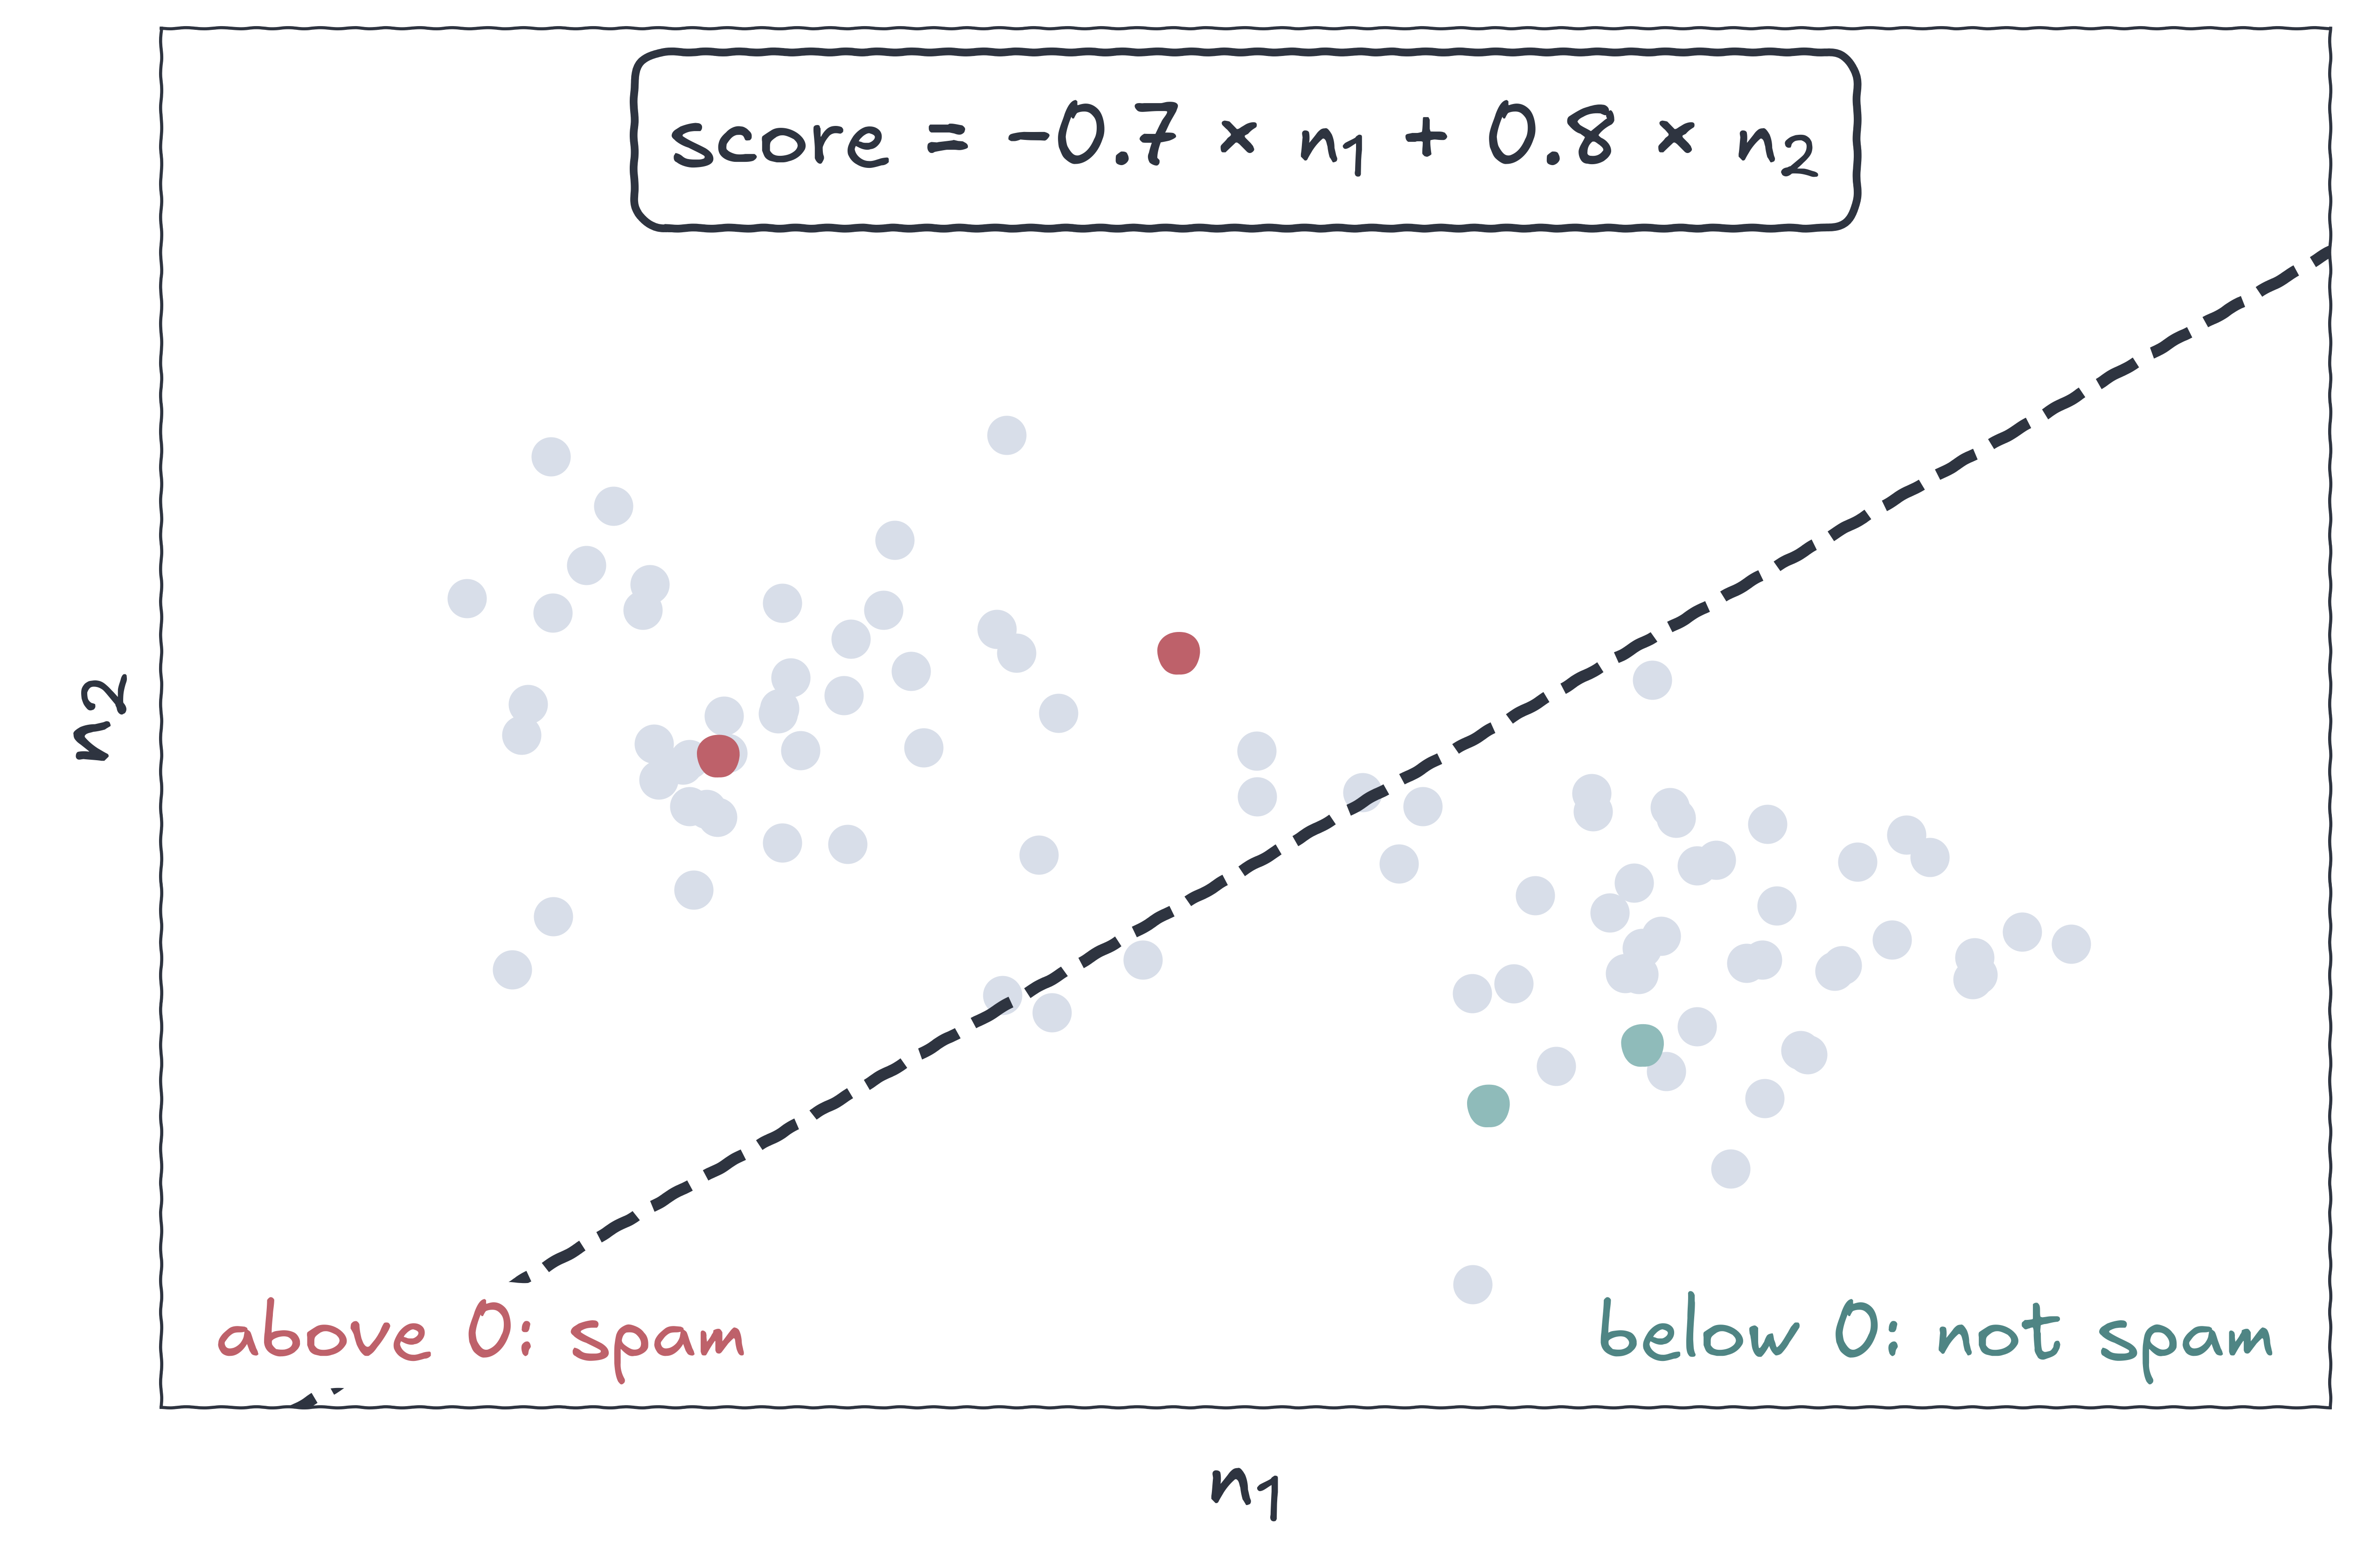 score = -0.7 × n₁ + 0.8 × n₂
n2
above 0: spam
below 0: not spam
n1